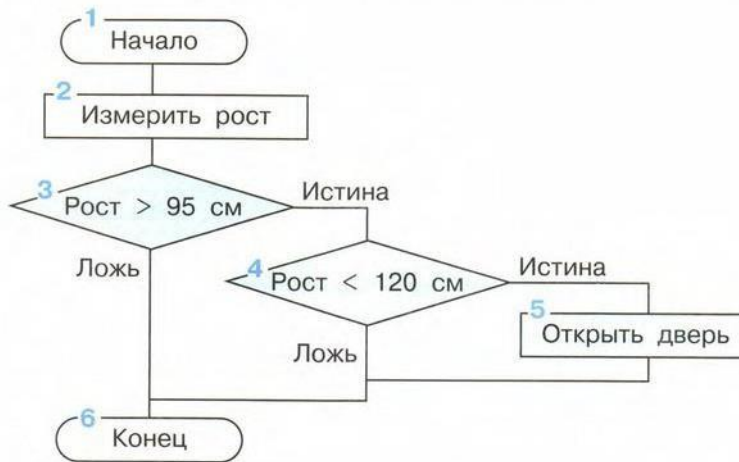 1
Начало
2
Измерить рост
3
Рост > 95 см
Истина
Ложь
4
Рост < 120 см
Истина
Ложь
5
Открыть дверь
6
Конец